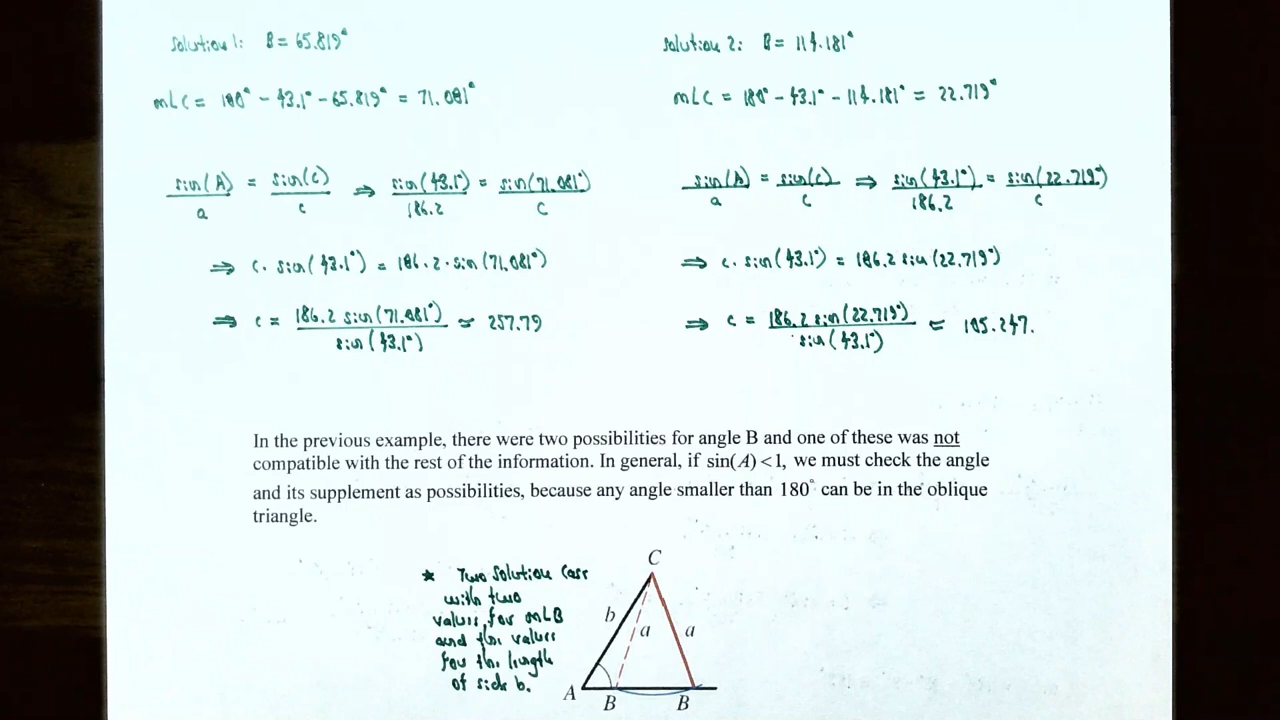 Solution 1: B = 65.819°
m∠C = 180° - 43.1° - 65.819° = 71.081°
sin(A)/a = sin(C)/c ⇒ sin(43.1°)/186.2 = sin(71.081°)/C
⇒ c. sin(43.1°) = 186.2·sin(71.081°)
⇒ c = 186.2 sin(71.081°)/sin(43.1°) ≈ 257.79
Solution 2: B = 114.181°
m∠C = 180° - 43.1° - 114.181° = 22.719°
sin(A)/a = sin(C)/c ⇒ sin(43.1°)/186.2 = sin(22.719°)/c
⇒ c. sin(43.1°) = 186.2 sin(22.719°)
⇒ c = 186.2 sin(22.719°)/sin(43.1°) ≈ 105.247.
In the previous example, there were two possibilities for angle B and one of these was not
compatible with the rest of the information. In general, if sin(A) < 1, we must check the angle
and its supplement as possibilities, because any angle smaller than 180° can be in the oblique
triangle.
* Two solution case
with two
values for m∠B
and two values
for the length
of side b.
C
b
a
a
A
B
B